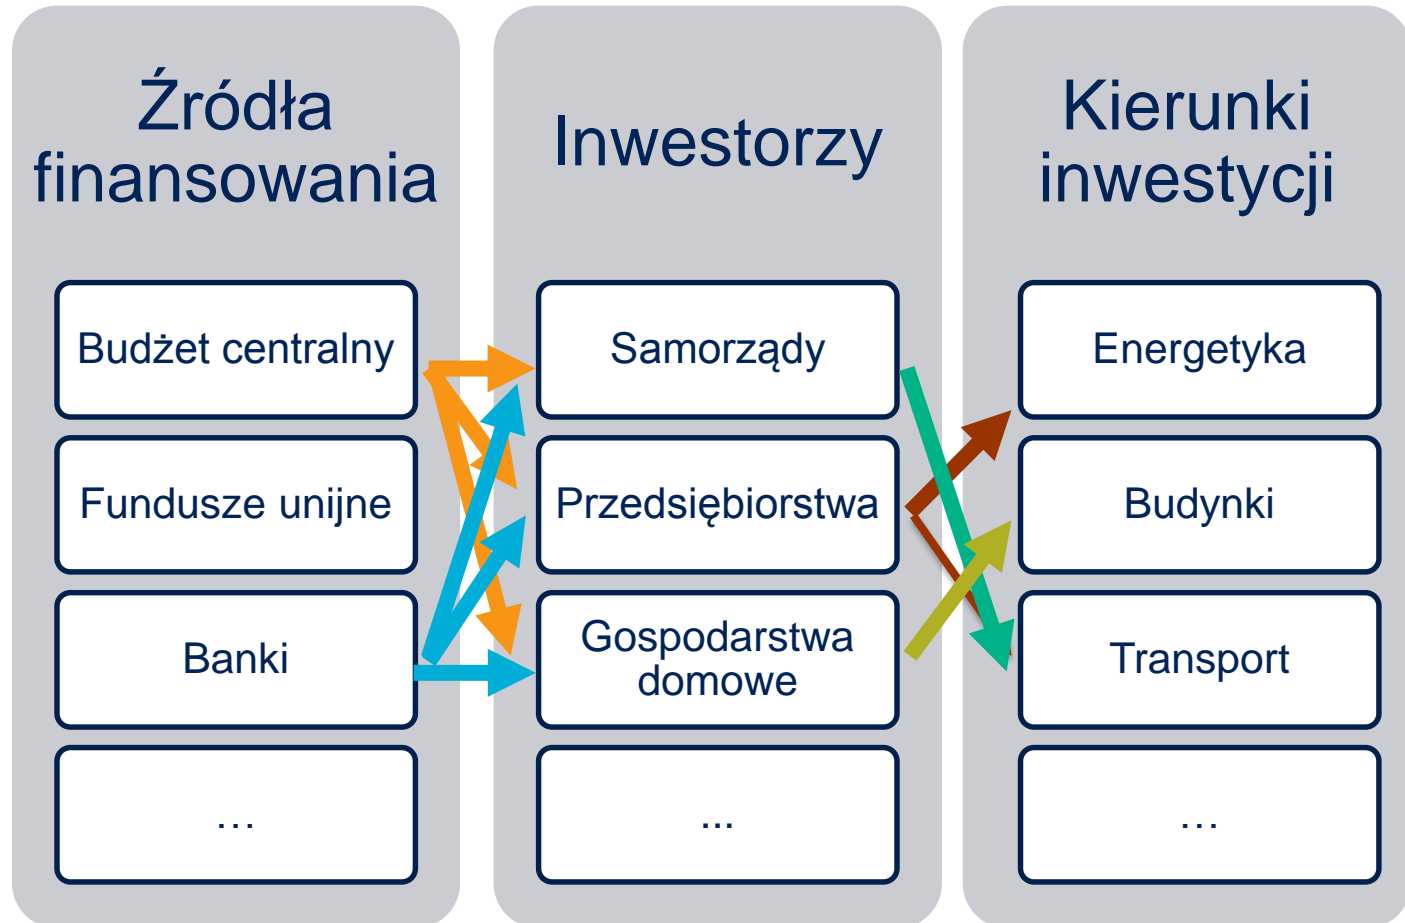 Źródła
finansowania
Budżet centralny
Fundusze unijne
Banki
…
Inwestorzy
Samorządy
Przedsiębiorstwa
Gospodarstwa
domowe
...
Kierunki
inwestycji
Energetyka
Budynki
Transport
…